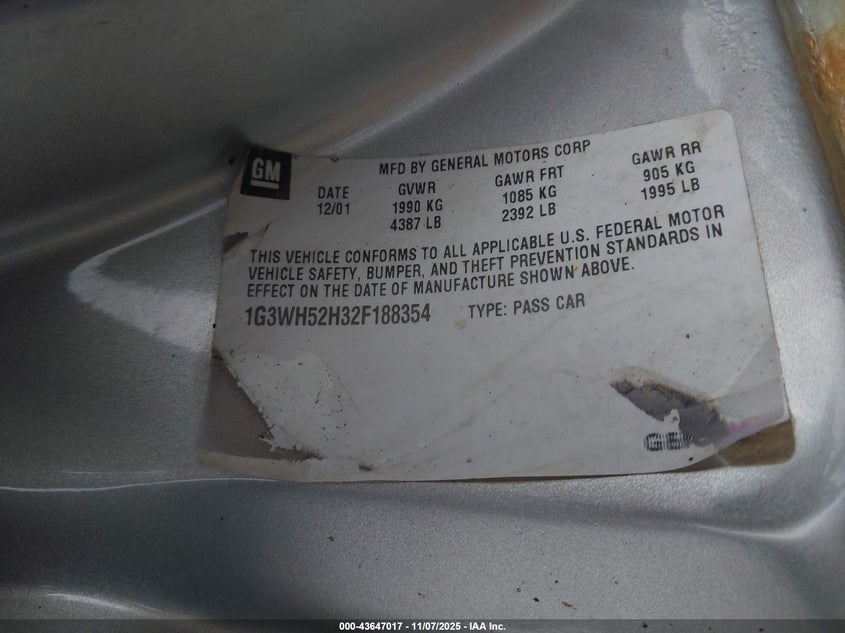 GM
MFD BY GENERAL MOTORS CORP
DATE GVWR GAWR FRT GAWR RR
12/01 1990 KG 1085 KG 905 KG
4387 LB 2392 LB 1995 LB
THIS VEHICLE CONFORMS TO ALL APPLICABLE U.S. FEDERAL MOTOR
VEHICLE SAFETY, BUMPER, AND THEFT PREVENTION STANDARDS IN
EFFECT ON THE DATE OF MANUFACTURE SHOWN ABOVE.
1G3WH52H32F188354 TYPE: PASS CAR
000-43647017 - 11/07/2025 - IAA Inc.